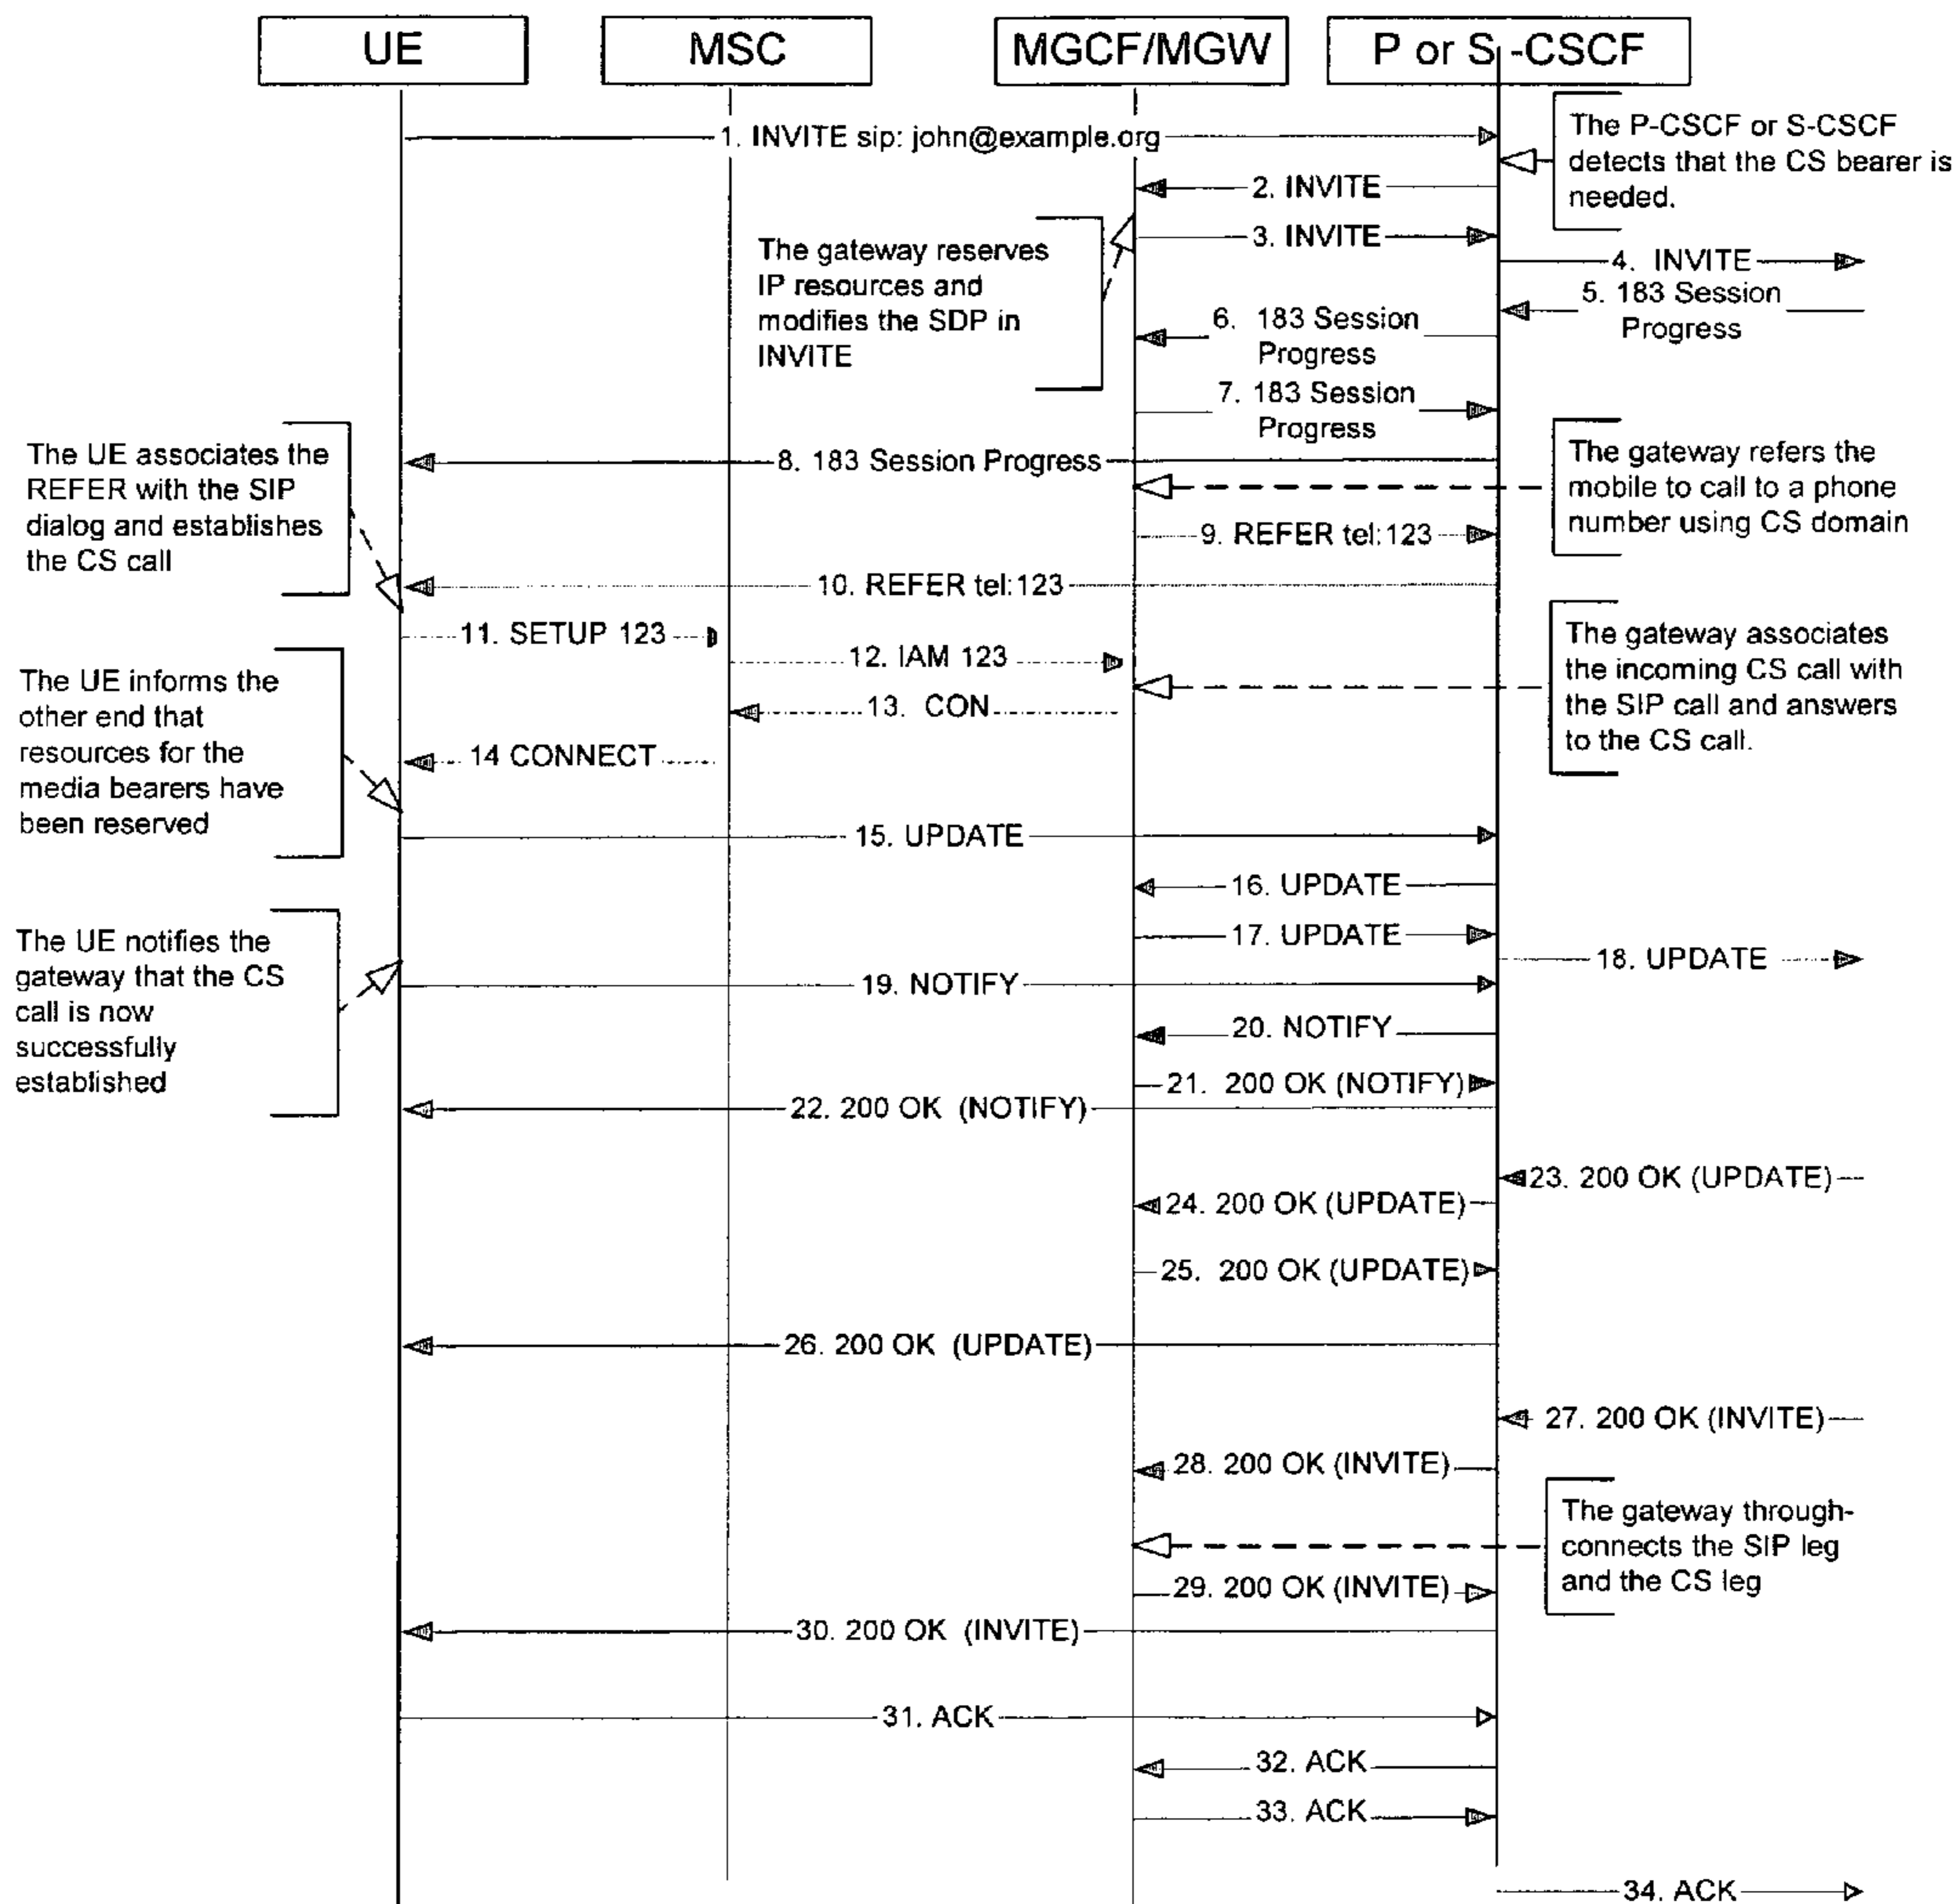 UE
MSC
MGCF/MGW
P or S -CSCF
1. INVITE sip: john@example.org
The P-CSCF or S-CSCF
detects that the CS bearer is
needed.
2. INVITE
The gateway reserves
IP resources and
modifies the SDP in
INVITE
3. INVITE
4. INVITE
5. 183 Session
Progress
6. 183 Session
Progress
7. 183 Session
Progress
The UE associates the
REFER with the SIP
dialog and establishes
the CS call
8. 183 Session Progress
The gateway refers the
mobile to call to a phone
number using CS domain
9. REFER tel:123
10. REFER tel:123
11. SETUP 123
12. IAM 123
The gateway associates
the incoming CS call with
the SIP call and answers
to the CS call.
The UE informs the
other end that
resources for the
media bearers have
been reserved
13. CON
14 CONNECT
15. UPDATE
16. UPDATE
17. UPDATE
18. UPDATE
The UE notifies the
gateway that the CS
call is now
successfully
established
19. NOTIFY
20. NOTIFY
21. 200 OK (NOTIFY)
22. 200 OK (NOTIFY)
23. 200 OK (UPDATE)
24. 200 OK (UPDATE)
25. 200 OK (UPDATE)
26. 200 OK (UPDATE)
27. 200 OK (INVITE)
28. 200 OK (INVITE)
The gateway through-
connects the SIP leg
and the CS leg
29. 200 OK (INVITE)
30. 200 OK (INVITE)
31. ACK
32. ACK
33. ACK
34. ACK